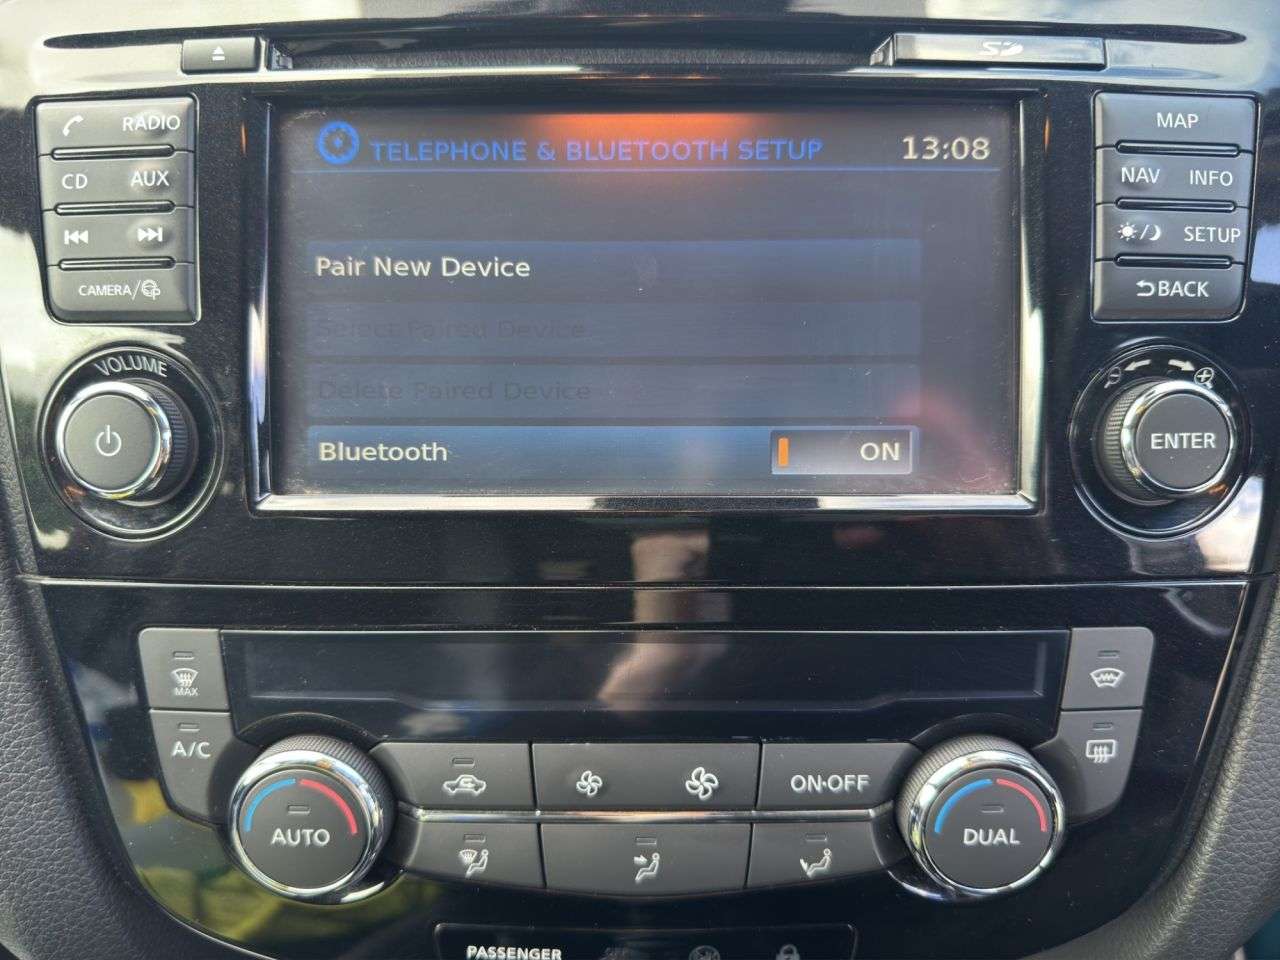 SD
RADIO
MAP
TELEPHONE & BLUETOOTH SETUP 13:08
CD AUX
NAV INFO
SETUP
Pair New Device
CAMERA/
BACK
Select Paired Device
VOLUME
Delete Paired Device
Bluetooth ON
ENTER
MAX
A/C
ON·OFF
AUTO
DUAL
PASSENGER